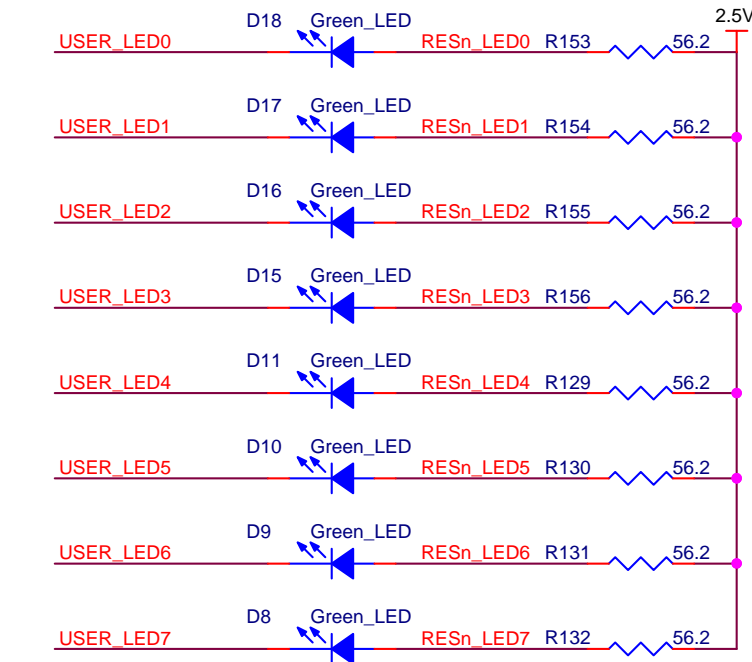 2.5V
D18 Green_LED
USER_LED0 RESn_LED0 R153 56.2
D17 Green_LED
USER_LED1 RESn_LED1 R154 56.2
D16 Green_LED
USER_LED2 RESn_LED2 R155 56.2
D15 Green_LED
USER_LED3 RESn_LED3 R156 56.2
D11 Green_LED
USER_LED4 RESn_LED4 R129 56.2
D10 Green_LED
USER_LED5 RESn_LED5 R130 56.2
D9 Green_LED
USER_LED6 RESn_LED6 R131 56.2
D8 Green_LED
USER_LED7 RESn_LED7 R132 56.2